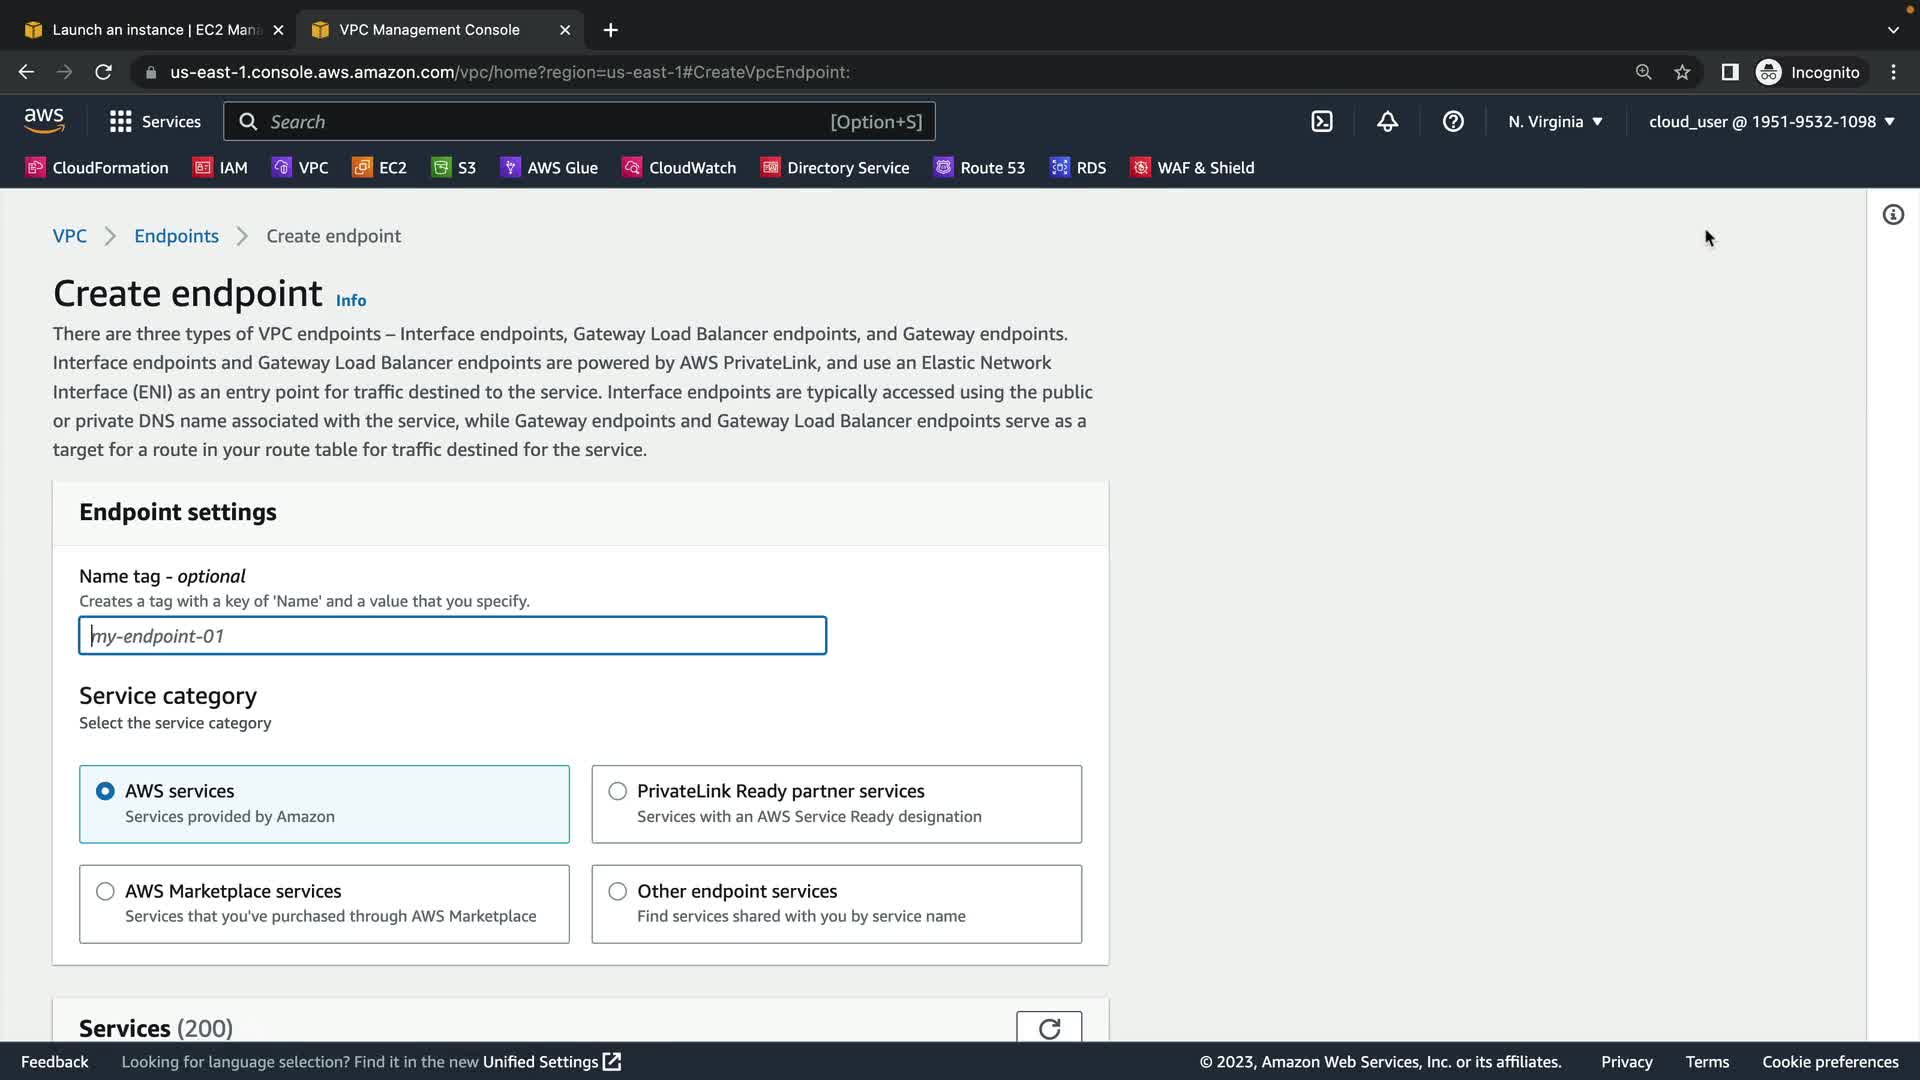 Launch an instance | EC2 Mana
VPC Management Console
us-east-1.console.aws.amazon.com/vpc/home?region=us-east-1#CreateVpcEndpoint:
Incognito
aws
Services
Search
[Option+S]
N. Virginia
cloud_user @ 1951-9532-1098
CloudFormation
IAM
VPC
EC2
S3
AWS Glue
CloudWatch
Directory Service
Route 53
RDS
WAF & Shield
VPC
Endpoints
Create endpoint
Create endpoint Info
There are three types of VPC endpoints – Interface endpoints, Gateway Load Balancer endpoints, and Gateway endpoints.
Interface endpoints and Gateway Load Balancer endpoints are powered by AWS PrivateLink, and use an Elastic Network
Interface (ENI) as an entry point for traffic destined to the service. Interface endpoints are typically accessed using the public
or private DNS name associated with the service, while Gateway endpoints and Gateway Load Balancer endpoints serve as a
target for a route in your route table for traffic destined for the service.
Endpoint settings
Name tag - optional
Creates a tag with a key of 'Name' and a value that you specify.
my-endpoint-01
Service category
Select the service category
AWS services
Services provided by Amazon
PrivateLink Ready partner services
Services with an AWS Service Ready designation
AWS Marketplace services
Services that you've purchased through AWS Marketplace
Other endpoint services
Find services shared with you by service name
Services (200)
Feedback
Looking for language selection? Find it in the new Unified Settings
© 2023, Amazon Web Services, Inc. or its affiliates.
Privacy
Terms
Cookie preferences